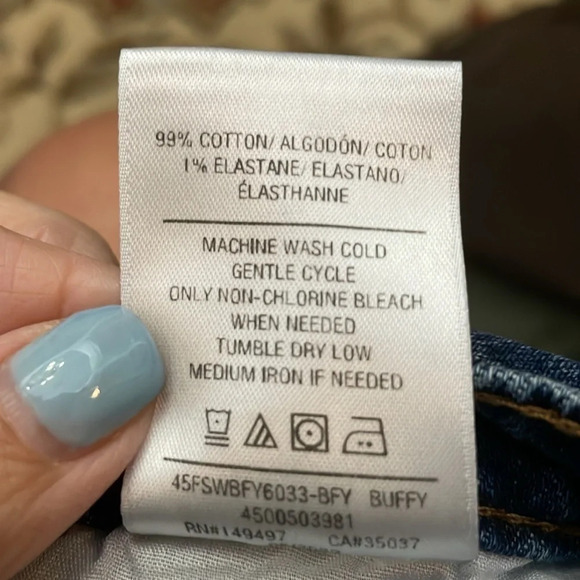 99% COTTON/ ALGODÓN/ COTON
1% ELASTANE/ ELASTANO/
ÉLASTHANNE
MACHINE WASH COLD
GENTLE CYCLE
ONLY NON-CHLORINE BLEACH
WHEN NEEDED
TUMBLE DRY LOW
MEDIUM IRON IF NEEDED
45FSWBFY6033-BFY BUFFY
4500503981
RN#149497 CA#35037